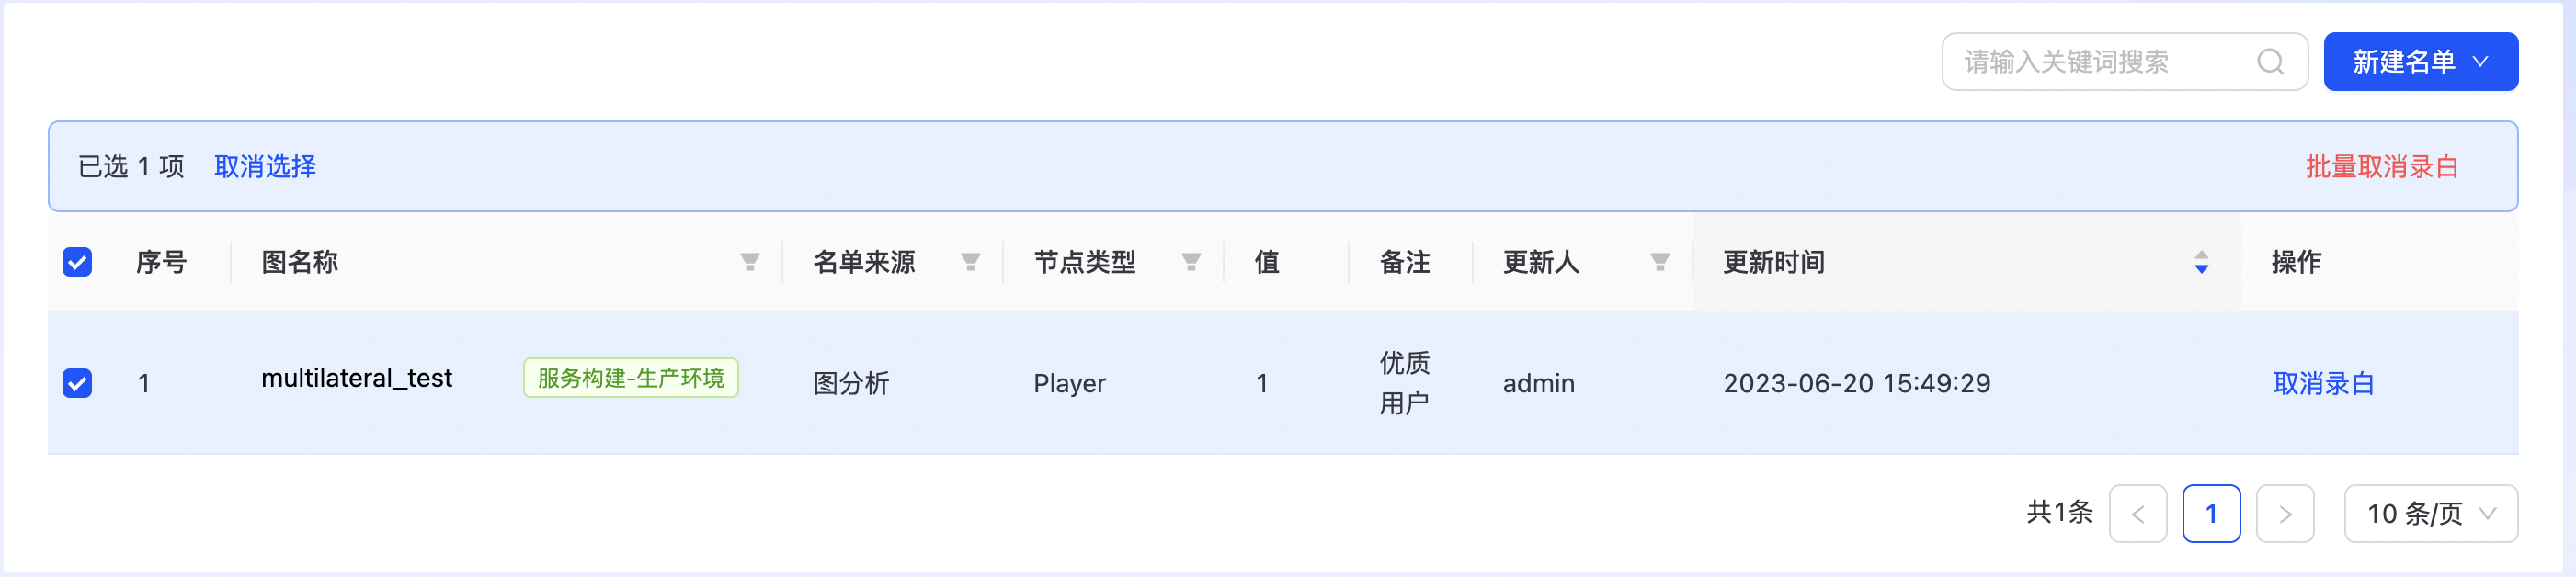 请输入关键词搜索 新建名单
已选 1 项 取消选择 批量取消录白
序号 图名称 名单来源 节点类型 值 备注 更新人 更新时间 操作
1 multilateral_test 服务构建-生产环境 图分析 Player 1 优质用户 admin 2023-06-20 15:49:29 取消录白
共1条 < 1 > 10 条/页